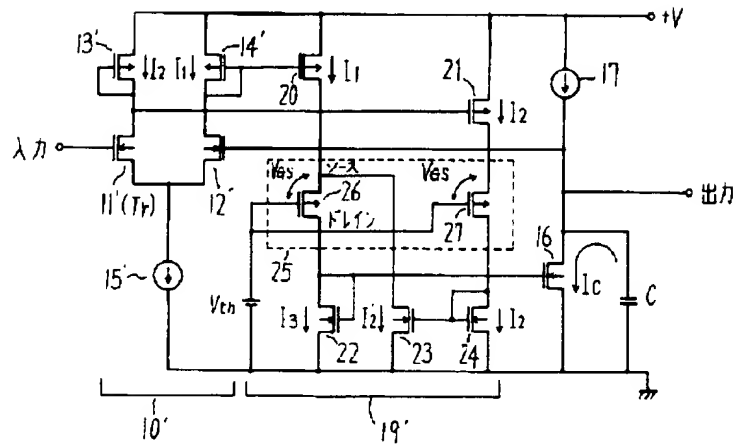 +V
13' I2 I1 14' 20 I1 21 17
I2
入力 出力
11'(Tr) 12' VGS ソース VGS
26 27 16
ドレイン
25'
15' Vth Ic C
I3 I2' I2
22 23 24
10' 19'